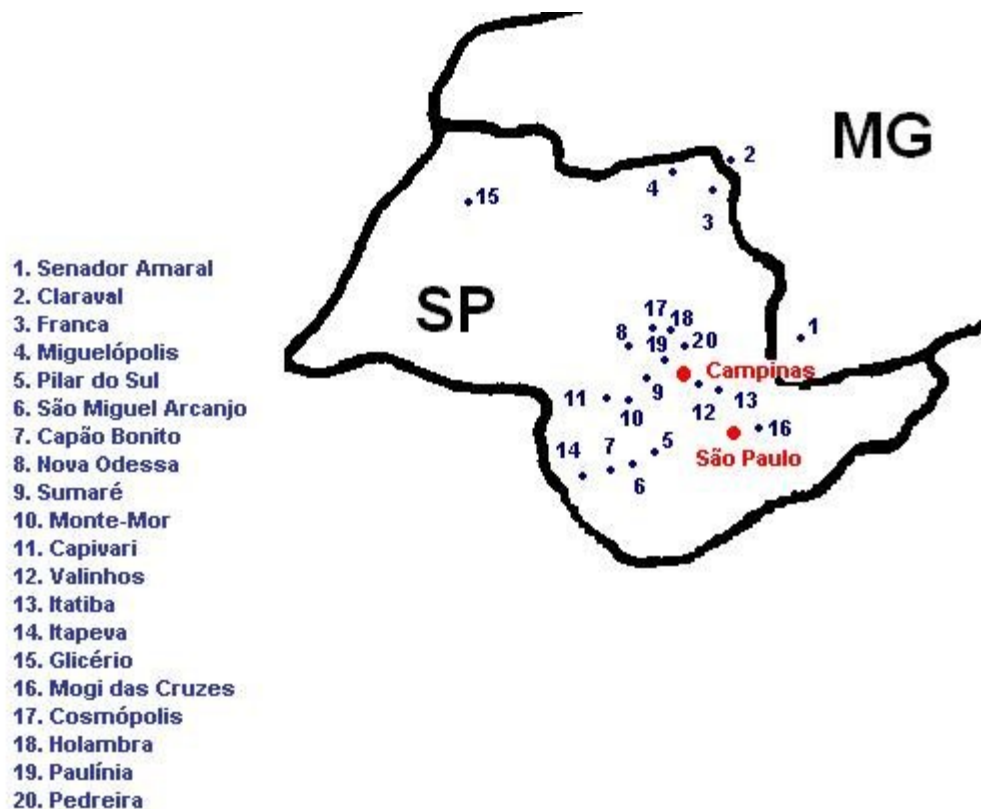 MG
2
4
3
15
SP
17
18
1
8
19
20
Campinas
9
13
11
10
12
16
5
São Paulo
14
7
6
1. Senador Amaral
2. Claraval
3. Franca
4. Miguelópolis
5. Pilar do Sul
6. São Miguel Arcanjo
7. Capão Bonito
8. Nova Odessa
9. Sumaré
10. Monte-Mor
11. Capivari
12. Valinhos
13. Itatiba
14. Itapeva
15. Glicério
16. Mogi das Cruzes
17. Cosmópolis
18. Holambra
19. Paulínia
20. Pedreira